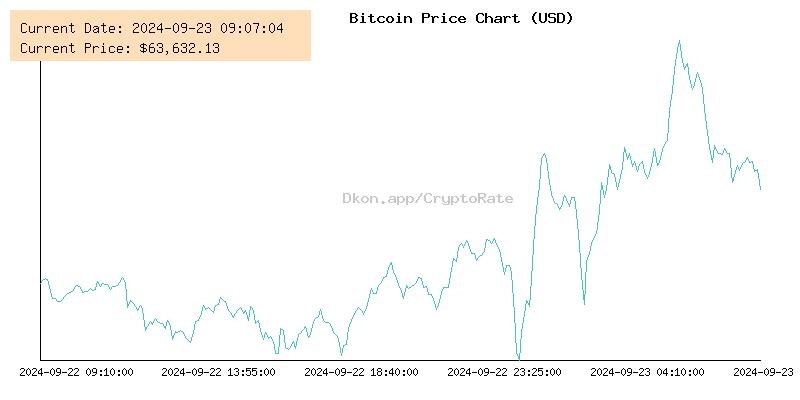 Bitcoin Price Chart (USD)
Current Date: 2024-09-23 09:07:04
Current Price: $63,632.13
Dkon.app/CryptoRate
2024-09-22 09:10:00 2024-09-22 13:55:00 2024-09-22 18:40:00 2024-09-22 23:25:00 2024-09-23 04:10:00 2024-09-23